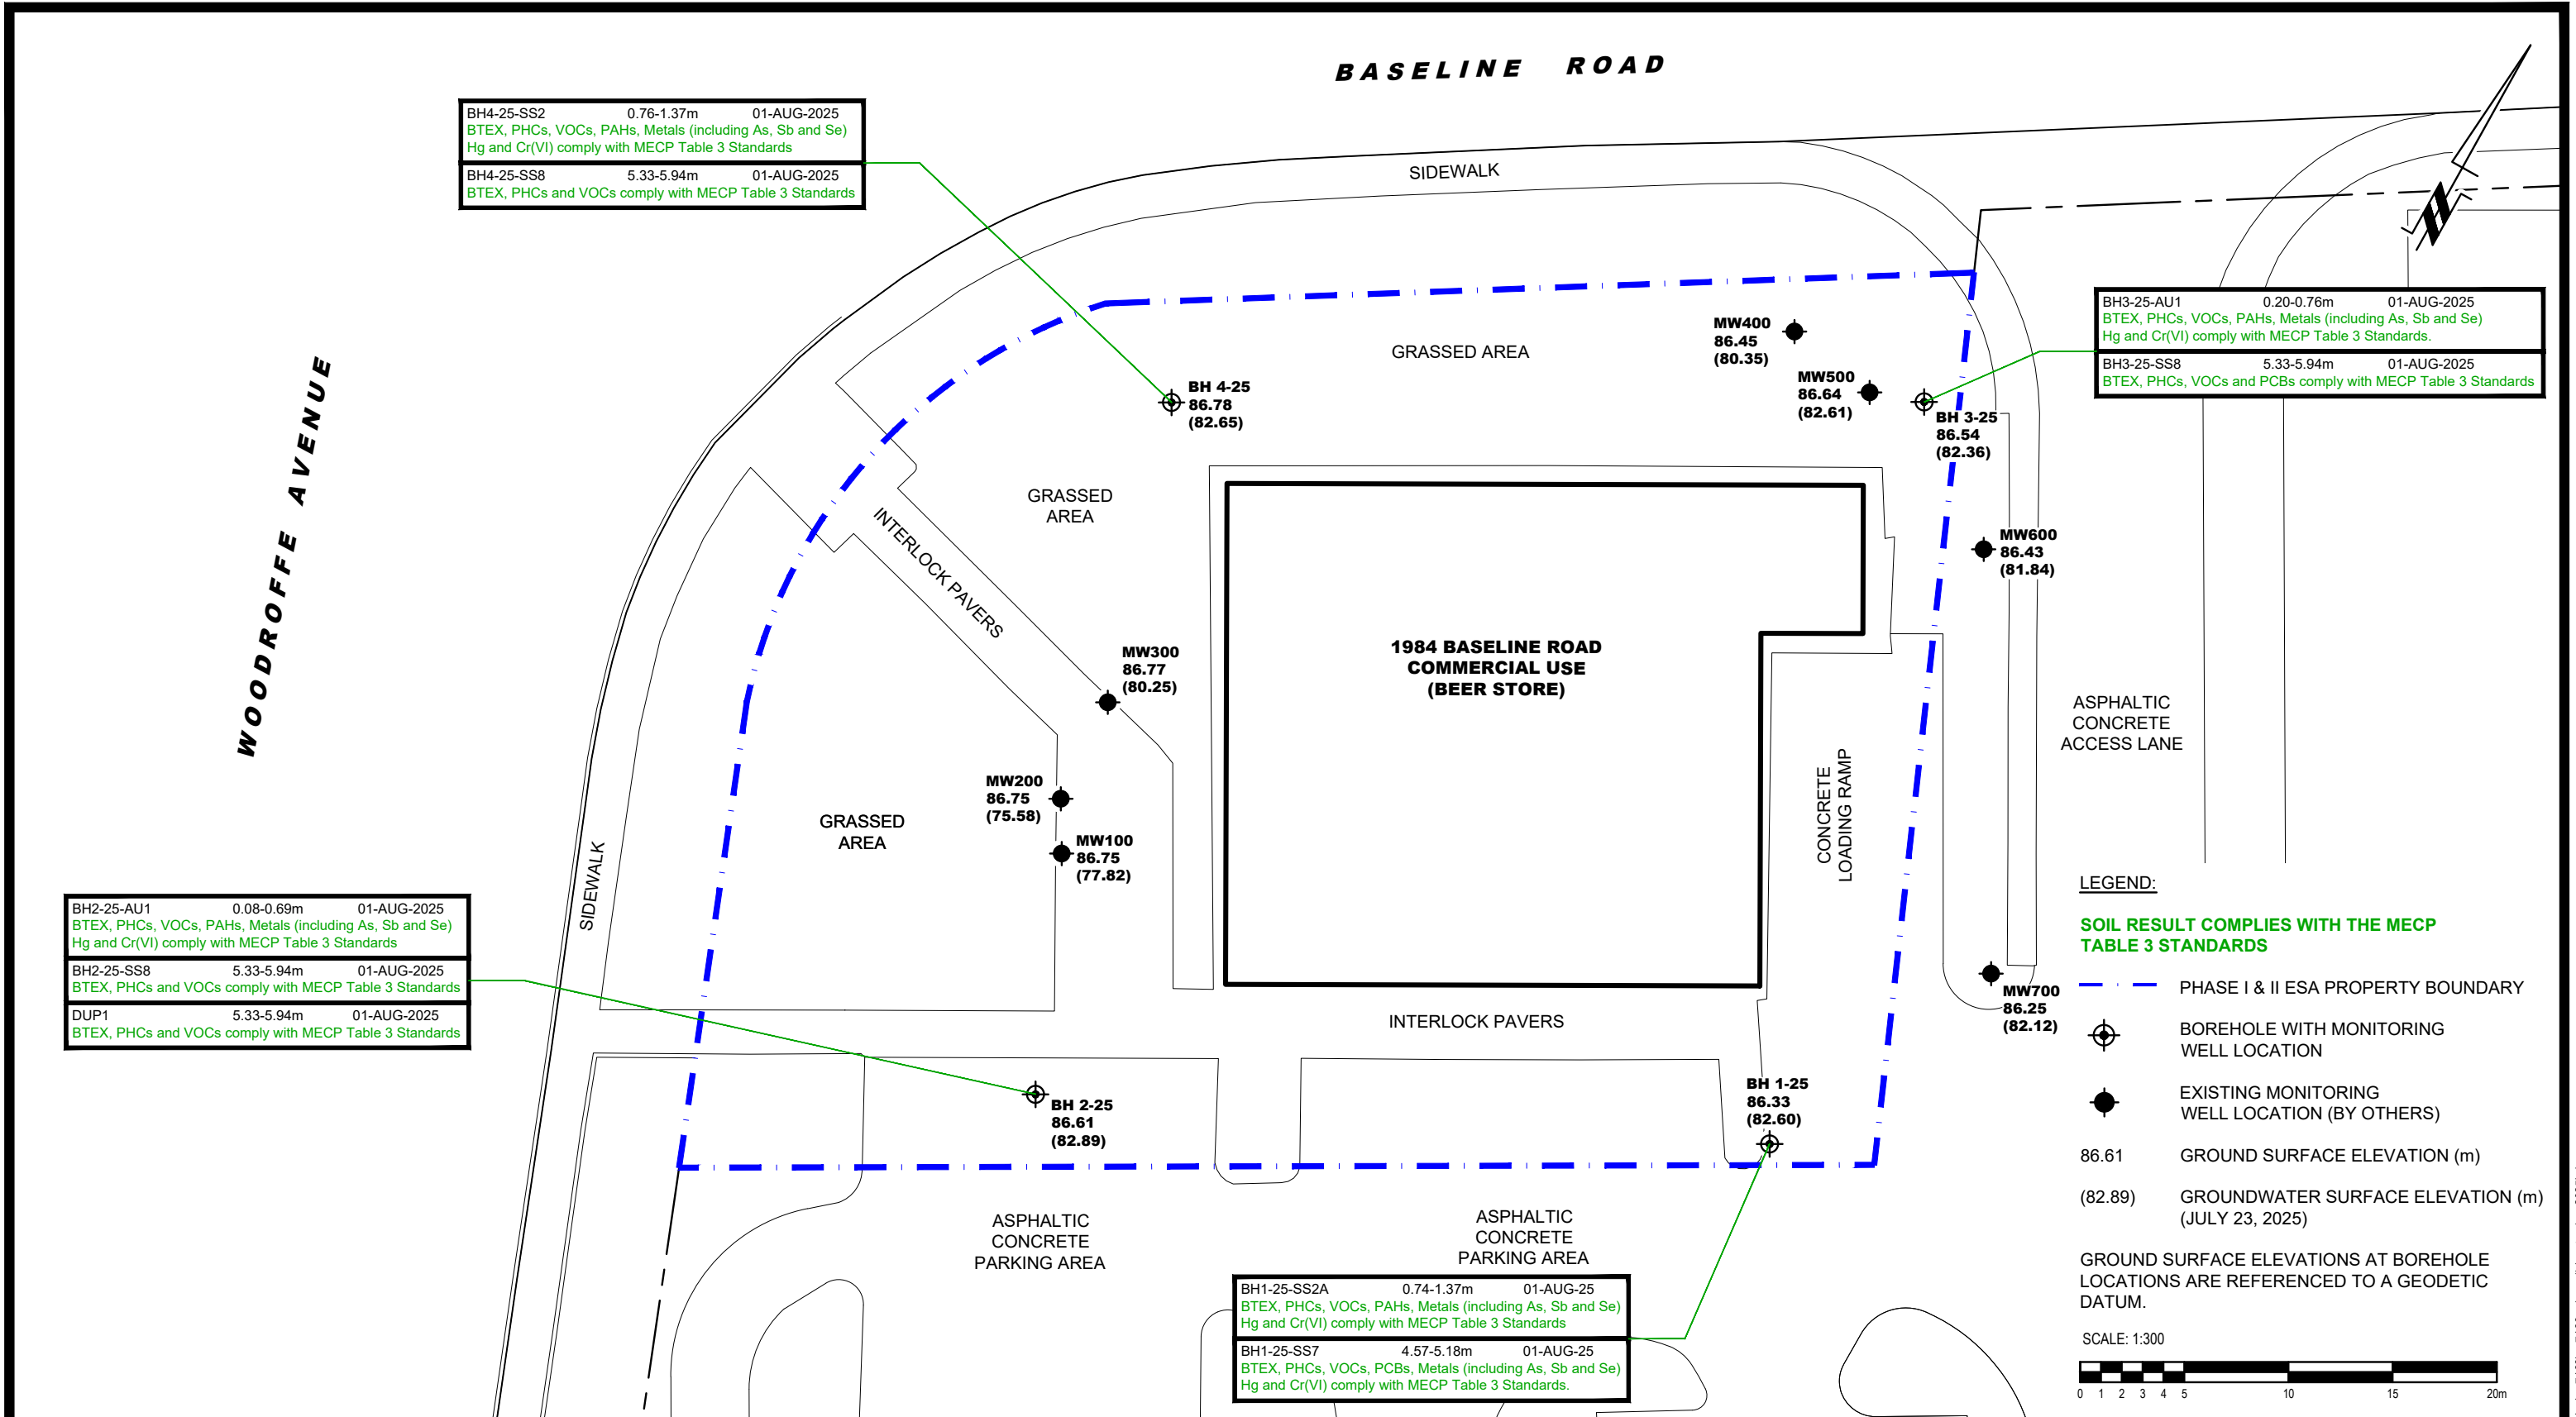 BASELINE ROAD
BH4-25-SS2 0.76-1.37m 01-AUG-2025
BTEX, PHCs, VOCs, PAHs, Metals (including As, Sb and Se)
Hg and Cr(VI) comply with MECP Table 3 Standards
BH4-25-SS8 5.33-5.94m 01-AUG-2025
BTEX, PHCs and VOCs comply with MECP Table 3 Standards
SIDEWALK
BH3-25-AU1 0.20-0.76m 01-AUG-2025
BTEX, PHCs, VOCs, PAHs, Metals (including As, Sb and Se)
Hg and Cr(VI) comply with MECP Table 3 Standards.
BH3-25-SS8 5.33-5.94m 01-AUG-2025
BTEX, PHCs, VOCs and PCBs comply with MECP Table 3 Standards
MW400
86.45
(80.35)
GRASSED AREA
MW500
86.64
(82.61)
BH 4-25
86.78
(82.65)
BH 3-25
86.54
(82.36)
WOODROFFE AVENUE
GRASSED
AREA
INTERLOCK PAVERS
MW600
86.43
(81.84)
MW300
86.77
(80.25)
1984 BASELINE ROAD
COMMERCIAL USE
(BEER STORE)
ASPHALTIC
CONCRETE
ACCESS LANE
MW200
86.75
(75.58)
GRASSED
AREA
MW100
86.75
(77.82)
CONCRETE
LOADING RAMP
SIDEWALK
BH2-25-AU1 0.08-0.69m 01-AUG-2025
BTEX, PHCs, VOCs, PAHs, Metals (including As, Sb and Se)
Hg and Cr(VI) comply with MECP Table 3 Standards
BH2-25-SS8 5.33-5.94m 01-AUG-2025
BTEX, PHCs and VOCs comply with MECP Table 3 Standards
DUP1 5.33-5.94m 01-AUG-2025
BTEX, PHCs and VOCs comply with MECP Table 3 Standards
MW700
86.25
(82.12)
INTERLOCK PAVERS
BH 2-25
86.61
(82.89)
BH 1-25
86.33
(82.60)
ASPHALTIC
CONCRETE
PARKING AREA
ASPHALTIC
CONCRETE
PARKING AREA
BH1-25-SS2A 0.74-1.37m 01-AUG-25
BTEX, PHCs, VOCs, PAHs, Metals (including As, Sb and Se)
Hg and Cr(VI) comply with MECP Table 3 Standards
BH1-25-SS7 4.57-5.18m 01-AUG-25
BTEX, PHCs, VOCs, PCBs, Metals (including As, Sb and Se)
Hg and Cr(VI) comply with MECP Table 3 Standards.
LEGEND:
SOIL RESULT COMPLIES WITH THE MECP
TABLE 3 STANDARDS
PHASE I & II ESA PROPERTY BOUNDARY
BOREHOLE WITH MONITORING
WELL LOCATION
EXISTING MONITORING
WELL LOCATION (BY OTHERS)
86.61 GROUND SURFACE ELEVATION (m)
(82.89) GROUNDWATER SURFACE ELEVATION (m)
(JULY 23, 2025)
GROUND SURFACE ELEVATIONS AT BOREHOLE
LOCATIONS ARE REFERENCED TO A GEODETIC
DATUM.
SCALE: 1:300
0 1 2 3 4 5 10 15 20m